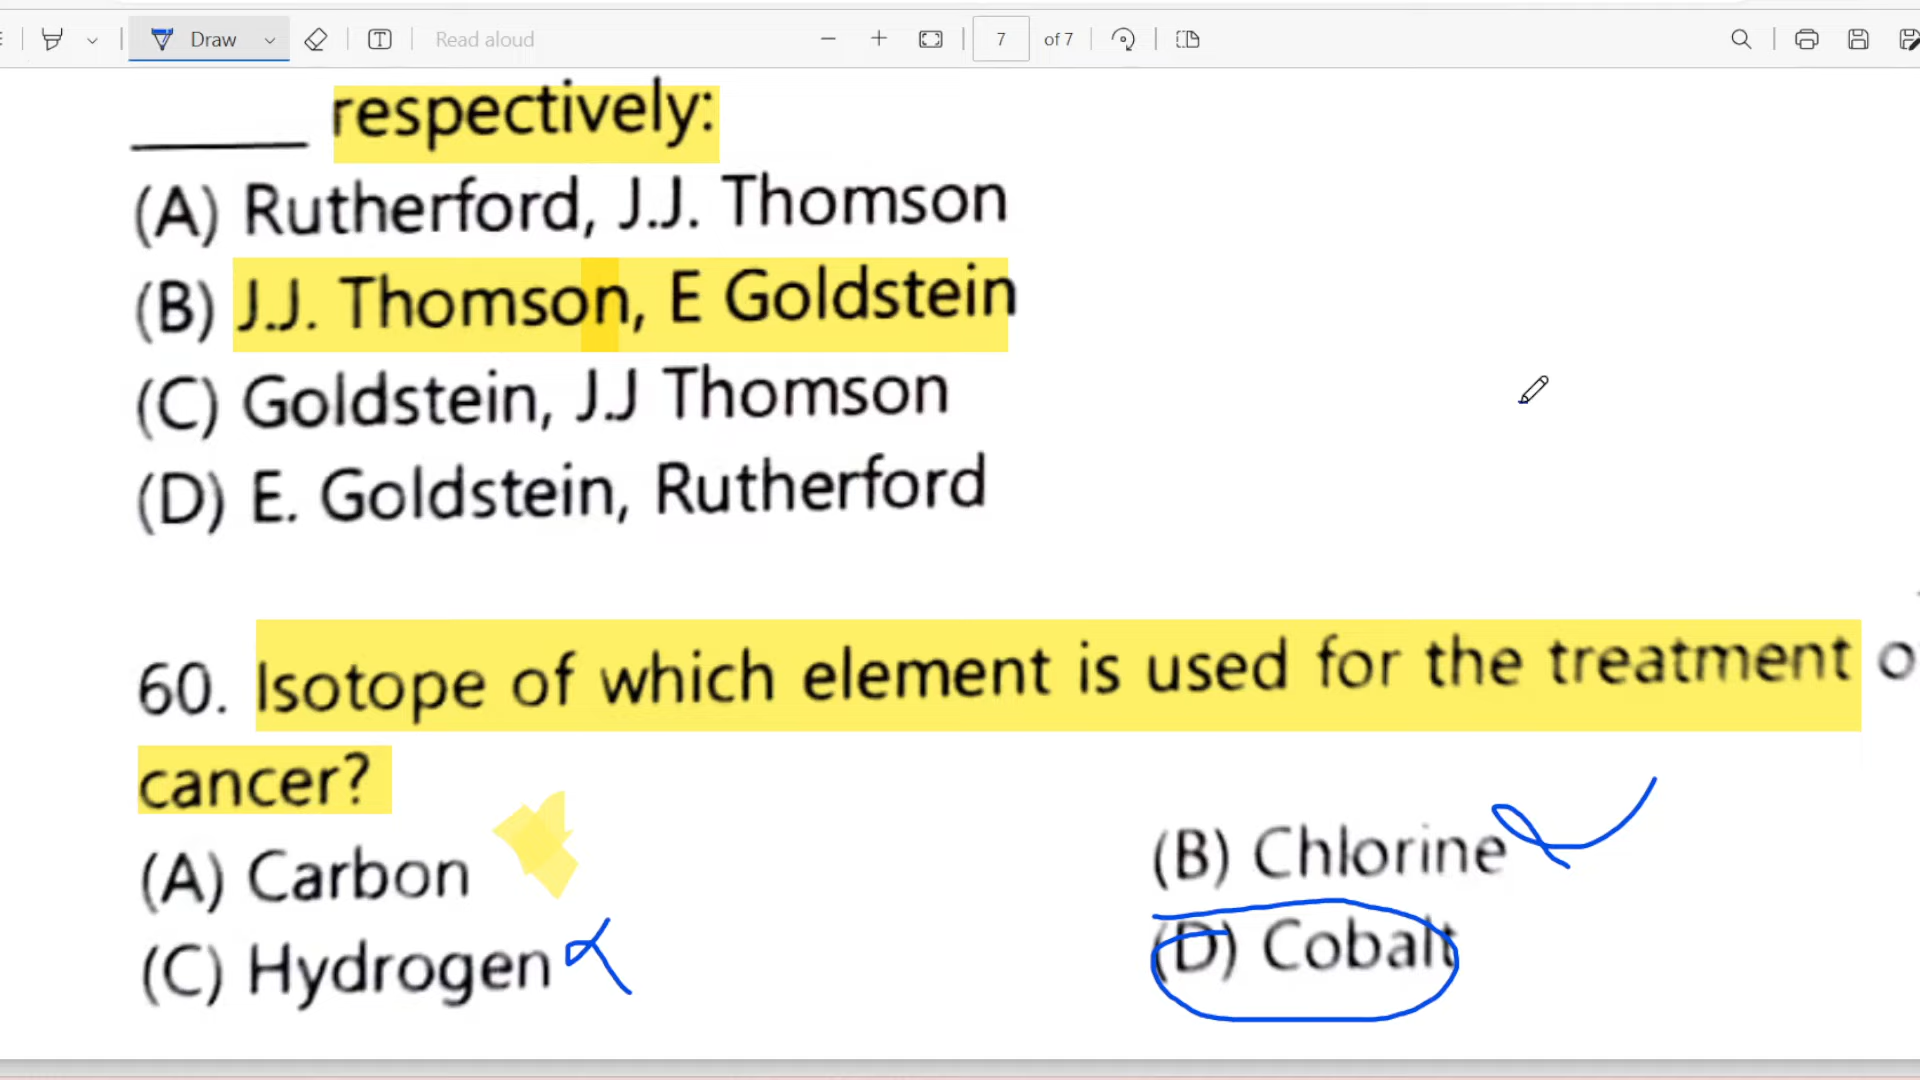 Draw
Read aloud
7 of 7
______ respectively:
(A) Rutherford, J.J. Thomson
(B) J.J. Thomson, E Goldstein
(C) Goldstein, J.J Thomson
(D) E. Goldstein, Rutherford
60. Isotope of which element is used for the treatment o
cancer?
(A) Carbon
(B) Chlorine
(C) Hydrogen
(D) Cobalt